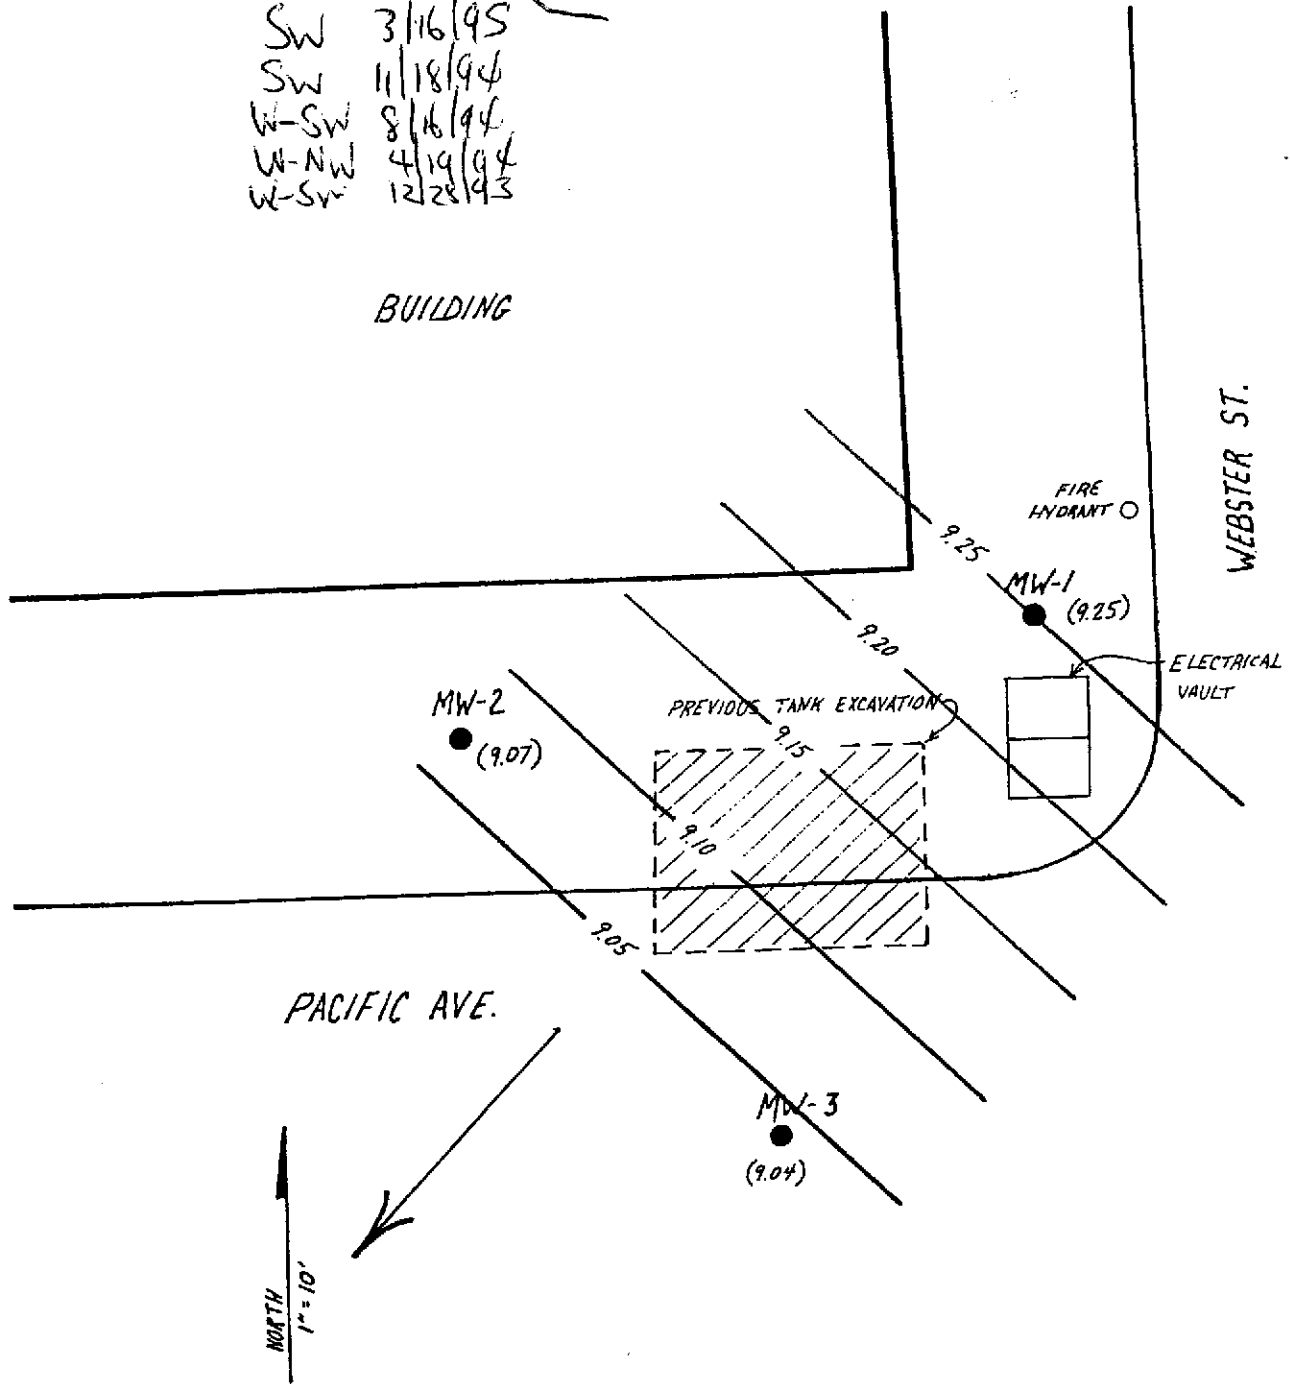 SW 3/16/95
SW 11/18/94
W-SW 8/16/94
W-NW 4/19/94
W-SW 12/28/93
BUILDING
WEBSTER ST.
FIRE
HYDRANT
9.25
MW-1
(9.25)
9.20
ELECTRICAL
VAULT
MW-2
(9.07)
PREVIOUS TANK EXCAVATION
9.15
9.10
9.05
PACIFIC AVE.
MW-3
(9.04)
NORTH
1" = 10'